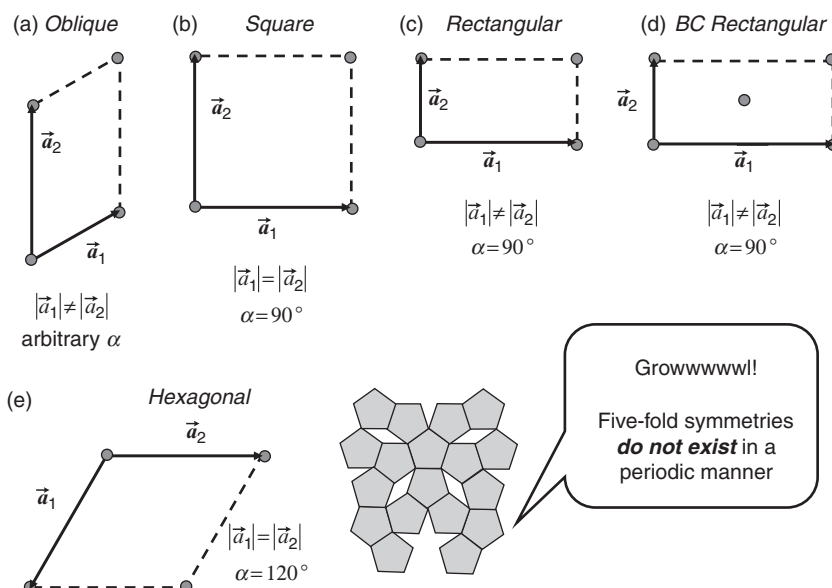 (a) Oblique
(b) Square
(c) Rectangular
(d) BC Rectangular
a⃗₂
a⃗₁
a⃗₂
a⃗₁
a⃗₂
a⃗₁
a⃗₂
a⃗₁
|a⃗₁|≠|a⃗₂|
arbitrary α
|a⃗₁|=|a⃗₂|
α=90°
|a⃗₁|≠|a⃗₂|
α=90°
|a⃗₁|≠|a⃗₂|
α=90°
(e) Hexagonal
a⃗₂
a⃗₁
|a⃗₁|=|a⃗₂|
α=120°
Growwwwwl!
Five-fold symmetries
do not exist in a
periodic manner